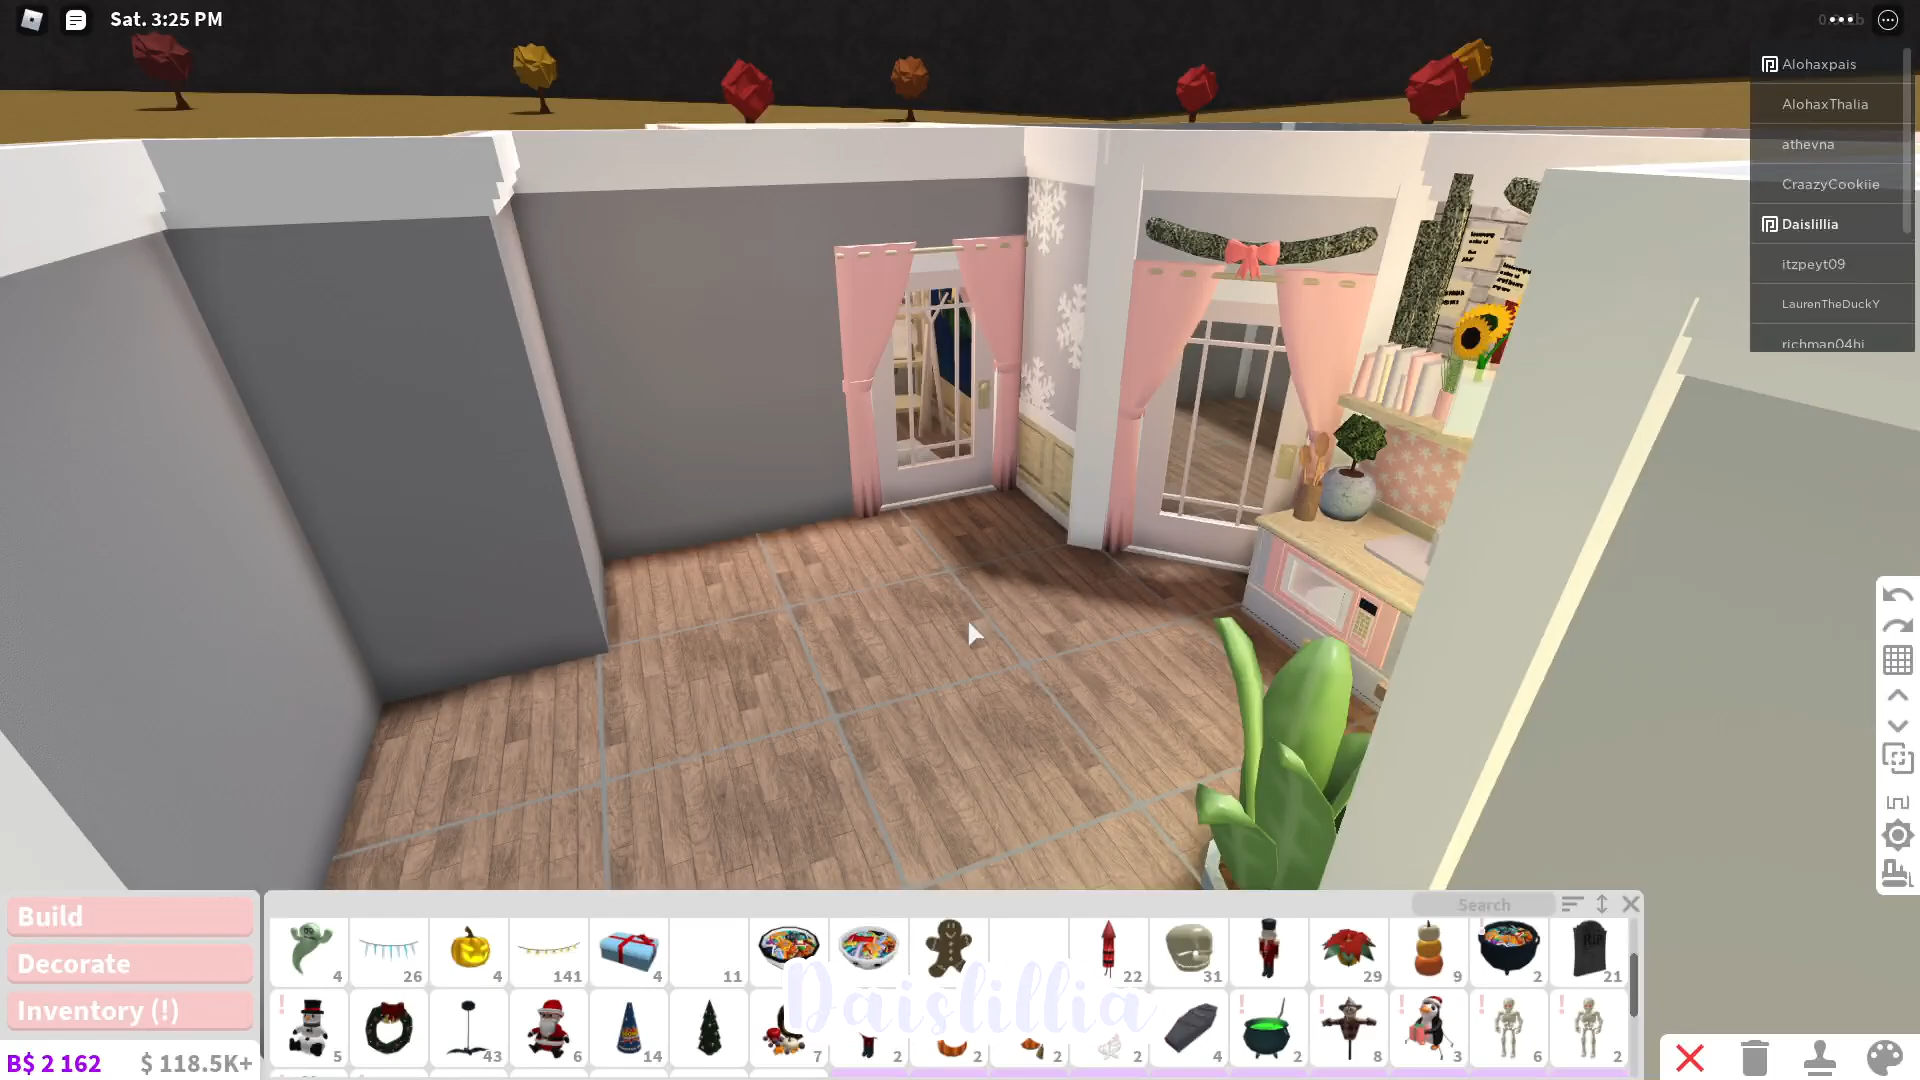 Sat. 3:25 PM
Alohaxpais
AlohaxThalia
athevna
CraazyCookiie
Daislillia
itzpeyt09
LaurenTheDuckY
richman04hi
Search
Build
Decorate
Inventory (!)
B$ 2 162
$ 118.5K+
4 26 4 141 4 11 22 31 29 9 2 21
RIP
Daislillia
! 5 43 6 14 7 2 2 2 2 4 ! 2 ! 8 ! 3 ! 6 ! 2